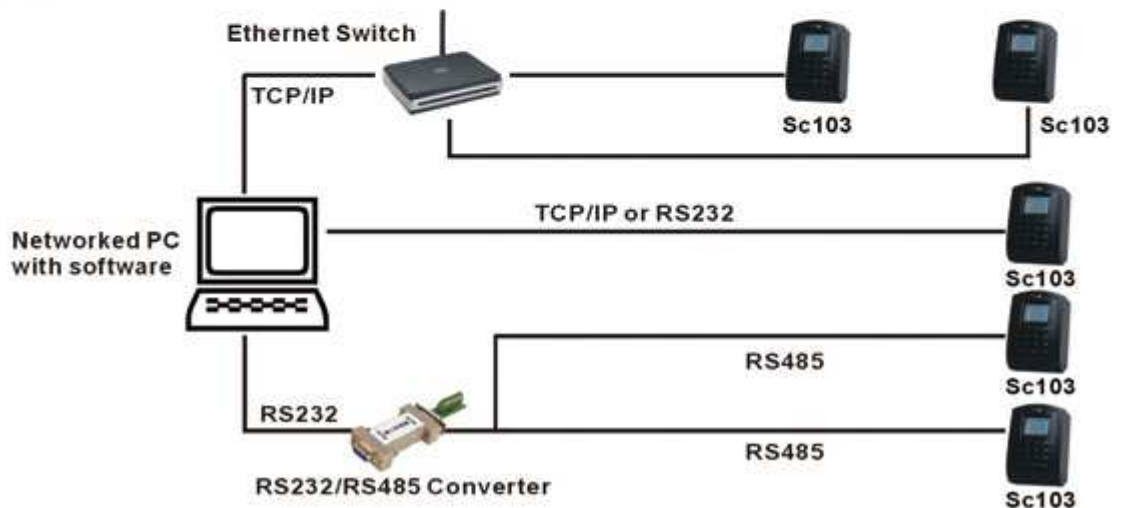 Ethernet Switch
TCP/IP
Sc103
Sc103
TCP/IP or RS232
Networked PC
with software
Sc103
RS485
Sc103
RS232
RS485
RS232/RS485 Converter
Sc103